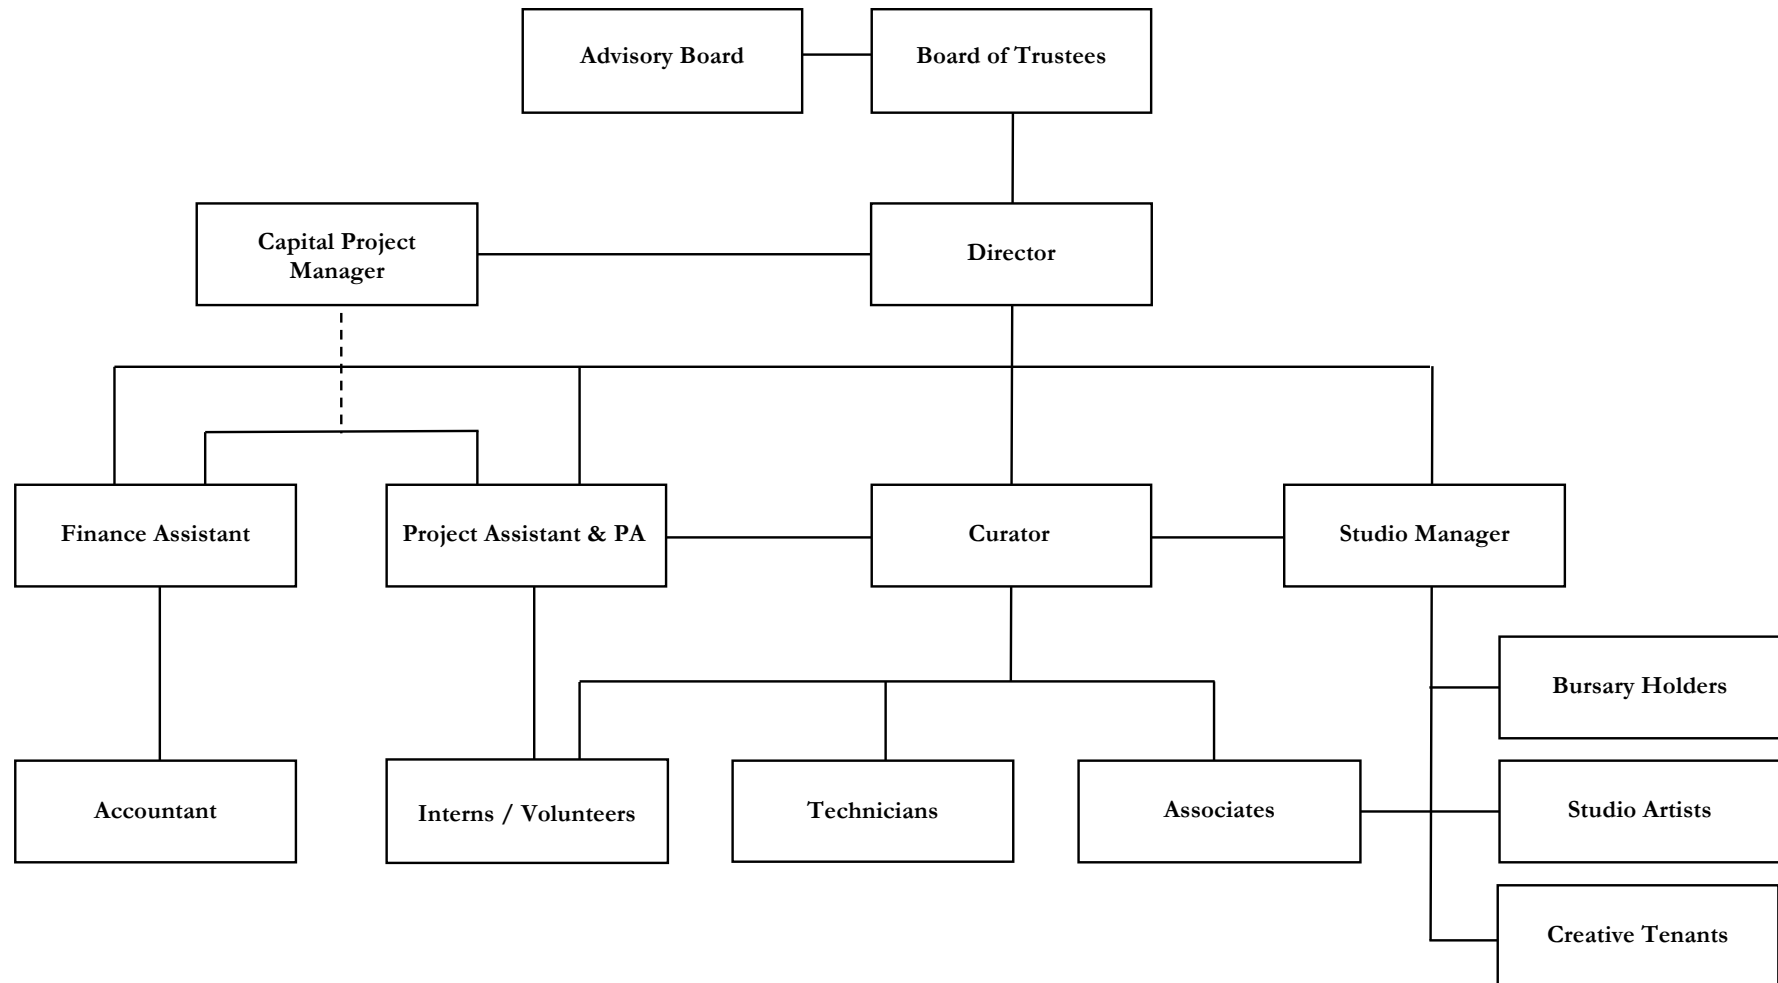 Advisory Board
Board of Trustees
Capital Project
Manager
Director
Finance Assistant
Project Assistant & PA
Curator
Studio Manager
Bursary Holders
Accountant
Interns / Volunteers
Technicians
Associates
Studio Artists
Creative Tenants